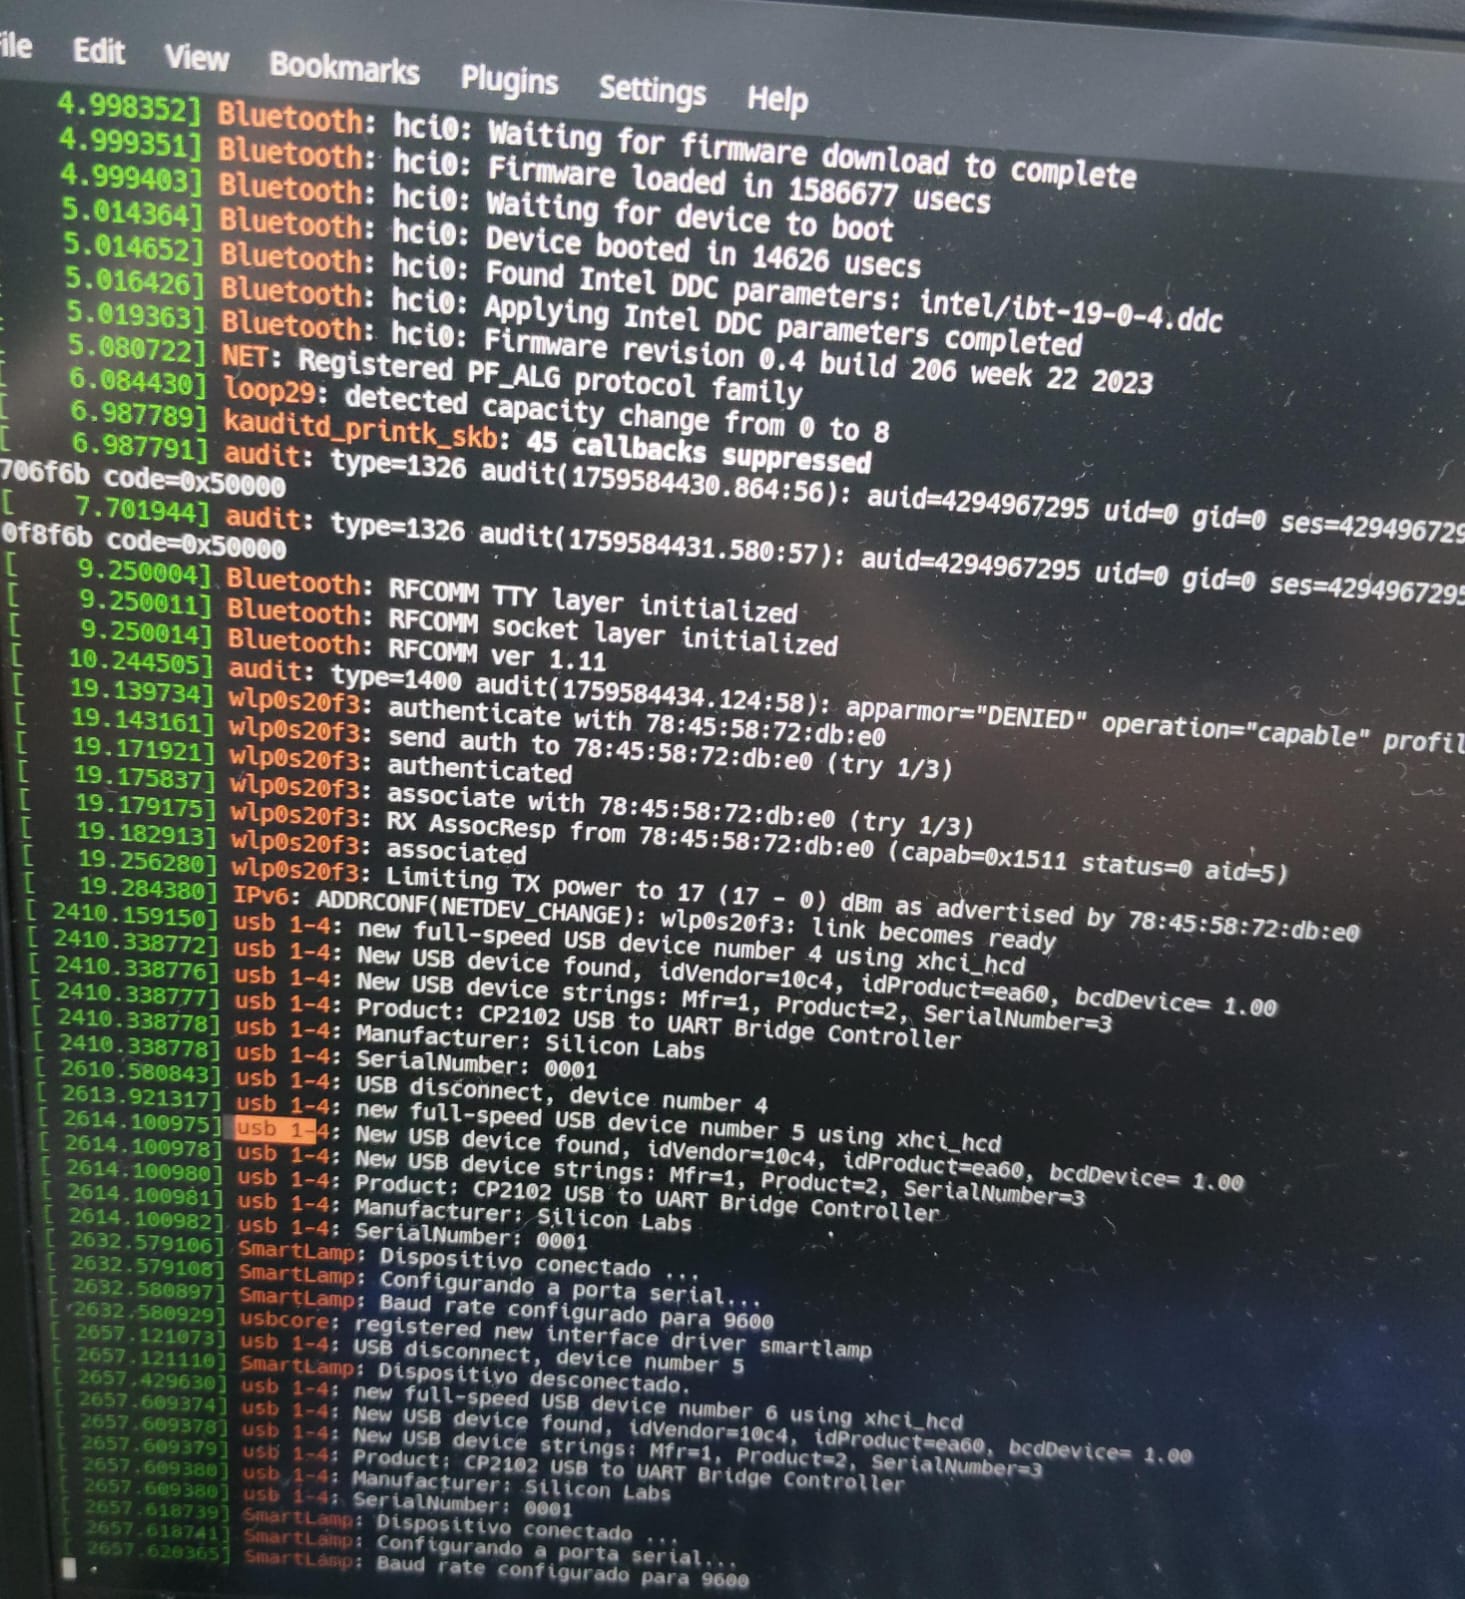 ile Edit View Bookmarks Plugins Settings Help
4.998352] Bluetooth: hci0: Waiting for firmware download to complete
4.999351] Bluetooth: hci0: Firmware loaded in 1586677 usecs
4.999403] Bluetooth: hci0: Waiting for device to boot
5.014364] Bluetooth: hci0: Device booted in 14626 usecs
5.014652] Bluetooth: hci0: Found Intel DDC parameters: intel/ibt-19-0-4.ddc
5.016426] Bluetooth: hci0: Applying Intel DDC parameters completed
5.019363] Bluetooth: hci0: Firmware revision 0.4 build 206 week 22 2023
5.080722] NET: Registered PF_ALG protocol family
6.084430] loop29: detected capacity change from 0 to 8
[ 6.987789] kauditd_printk_skb: 45 callbacks suppressed
[ 6.987791] audit: type=1326 audit(1759584430.864:56): auid=4294967295 uid=0 gid=0 ses=429496729
706f6b code=0x50000
[ 7.701944] audit: type=1326 audit(1759584431.580:57): auid=4294967295 uid=0 gid=0 ses=4294967295
0f8f6b code=0x50000
[ 9.250004] Bluetooth: RFCOMM TTY layer initialized
[ 9.250011] Bluetooth: RFCOMM socket layer initialized
[ 9.250014] Bluetooth: RFCOMM ver 1.11
[ 10.244505] audit: type=1400 audit(1759584434.124:58): apparmor="DENIED" operation="capable" profil
[ 19.139734] wlp0s20f3: authenticate with 78:45:58:72:db:e0
[ 19.143161] wlp0s20f3: send auth to 78:45:58:72:db:e0 (try 1/3)
[ 19.171921] wlp0s20f3: authenticated
[ 19.175837] wlp0s20f3: associate with 78:45:58:72:db:e0 (try 1/3)
[ 19.179175] wlp0s20f3: RX AssocResp from 78:45:58:72:db:e0 (capab=0x1511 status=0 aid=5)
[ 19.182913] wlp0s20f3: associated
[ 19.256280] wlp0s20f3: Limiting TX power to 17 (17 - 0) dBm as advertised by 78:45:58:72:db:e0
[ 19.284380] IPv6: ADDRCONF(NETDEV_CHANGE): wlp0s20f3: link becomes ready
[ 2410.159150] usb 1-4: new full-speed USB device number 4 using xhci_hcd
[ 2410.338772] usb 1-4: New USB device found, idVendor=10c4, idProduct=ea60, bcdDevice= 1.00
[ 2410.338776] usb 1-4: New USB device strings: Mfr=1, Product=2, SerialNumber=3
[ 2410.338777] usb 1-4: Product: CP2102 USB to UART Bridge Controller
[ 2410.338778] usb 1-4: Manufacturer: Silicon Labs
[ 2410.338778] usb 1-4: SerialNumber: 0001
[ 2610.580843] usb 1-4: USB disconnect, device number 4
[ 2613.921317] usb 1-4: new full-speed USB device number 5 using xhci_hcd
[ 2614.100975] usb 1-4: New USB device found, idVendor=10c4, idProduct=ea60, bcdDevice= 1.00
[ 2614.100978] usb 1-4: New USB device strings: Mfr=1, Product=2, SerialNumber=3
[ 2614.100980] usb 1-4: Product: CP2102 USB to UART Bridge Controller
[ 2614.100981] usb 1-4: Manufacturer: Silicon Labs
[ 2614.100982] usb 1-4: SerialNumber: 0001
[ 2632.579106] SmartLamp: Dispositivo conectado ...
[ 2632.579108] SmartLamp: Configurando a porta serial...
[ 2632.580897] SmartLamp: Baud rate configurado para 9600
[ 2632.580929] usbcore: registered new interface driver smartlamp
[ 2657.121073] usb 1-4: USB disconnect, device number 5
[ 2657.121110] SmartLamp: Dispositivo desconectado.
[ 2657.429630] usb 1-4: new full-speed USB device number 6 using xhci_hcd
[ 2657.609374] usb 1-4: New USB device found, idVendor=10c4, idProduct=ea60, bcdDevice= 1.00
[ 2657.609378] usb 1-4: New USB device strings: Mfr=1, Product=2, SerialNumber=3
[ 2657.609379] usb 1-4: Product: CP2102 USB to UART Bridge Controller
[ 2657.609380] usb 1-4: Manufacturer: Silicon Labs
[ 2657.609380] usb 1-4: SerialNumber: 0001
[ 2657.618739] SmartLamp: Dispositivo conectado ...
[ 2657.618741] SmartLamp: Configurando a porta serial...
[ 2657.620365] SmartLamp: Baud rate configurado para 9600